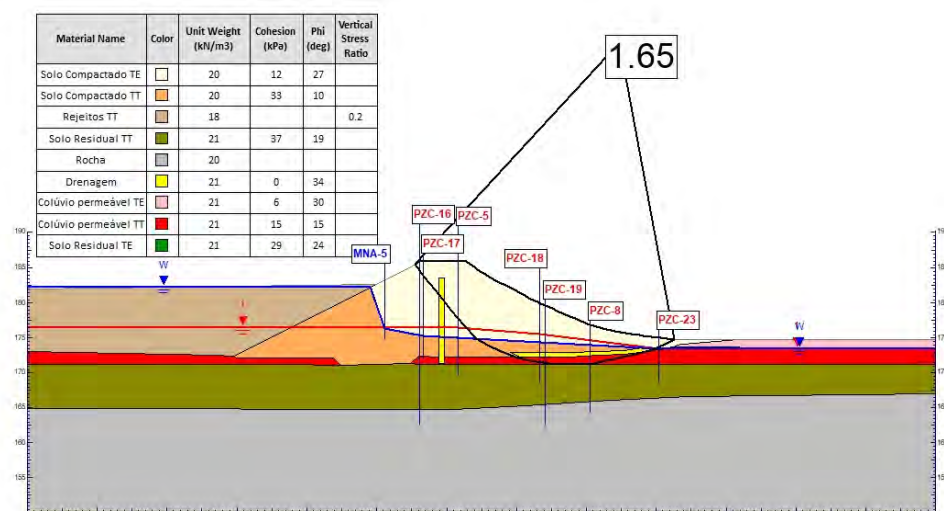 Material Name Color Unit Weight (kN/m3) Cohesion (kPa) Phi (deg) Vertical Stress Ratio
Solo Compactado TE 20 12 27
Solo Compactado TT 20 33 10
Rejeitos TT 18 0.2
Solo Residual TT 21 37 19
Rocha 20
Drenagem 21 0 34
Colúvio permeável TE 21 6 30
Colúvio permeável TT 21 15 15
Solo Residual TE 21 29 24
1.65
PZC-16 PZC-5
MNA-5 PZC-17
PZC-18
PZC-19
PZC-8
PZC-23
W
W
190
185
180
175
170
165
160
155